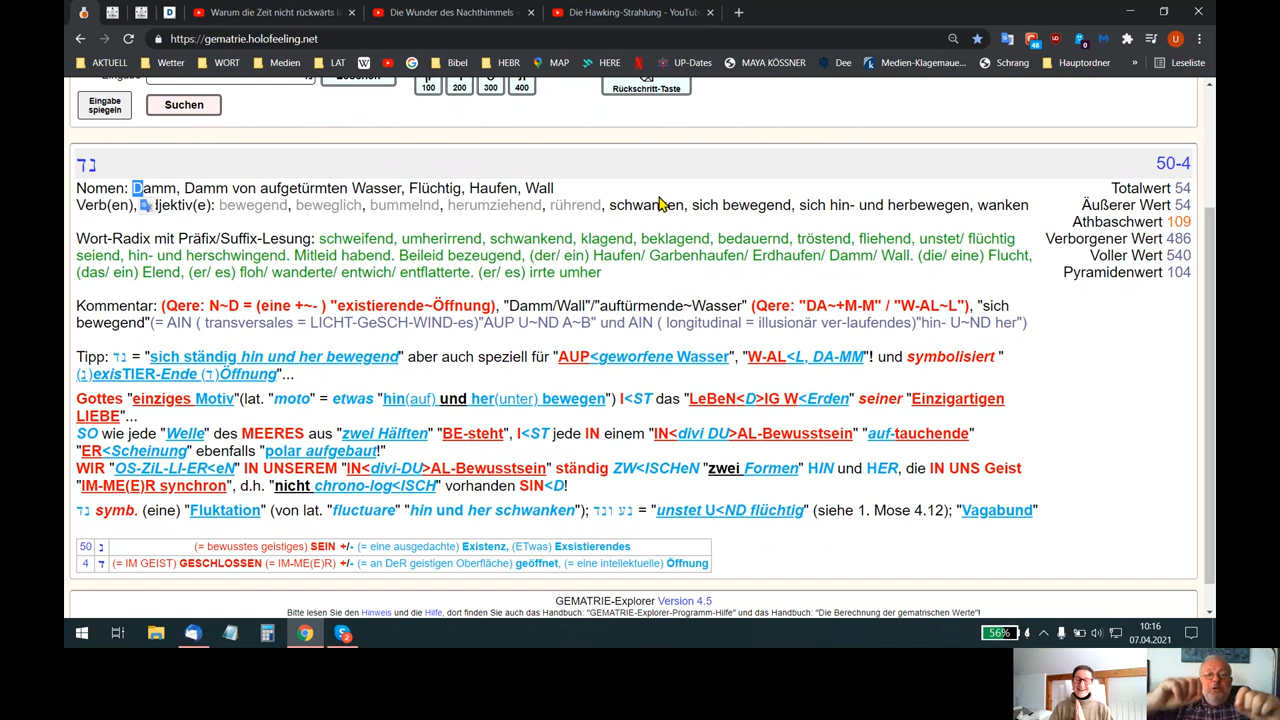 Warum die Zeit nicht rückwärts l
Die Wunder des Nachthimmels -
Die Hawking-Strahlung - YouTub
https://gematrie.holofeeling.net
AKTUELL Wetter WORT Medien LAT Bibel HEBR MAP HERE UP-Dates MAYA KÖSSNER Dee Medien-Klagemaue... Schrang Hauptordner » Leseliste
100 200 300 400 Rückschritt-Taste
Eingabe spiegeln Suchen
נד 50-4
Nomen: Damm, Damm von aufgetürmten Wasser, Flüchtig, Haufen, Wall Totalwert 54
Verb(en), Adjektiv(e): bewegend, beweglich, bummelnd, herumziehend, rührend, schwanken, sich bewegend, sich hin- und herbewegen, wanken Äußerer Wert 54
Athbaschwert 109
Wort-Radix mit Präfix/Suffix-Lesung: schweifend, umherirrend, schwankend, klagend, beklagend, bedauernd, tröstend, fliehend, unstet/ flüchtig Verborgener Wert 486
seiend, hin- und herschwingend. Mitleid habend. Beileid bezeugend, (der/ ein) Haufen/ Garbenhaufen/ Erdhaufen/ Damm/ Wall. (die/ eine) Flucht, Voller Wert 540
(das/ ein) Elend, (er/ es) floh/ wanderte/ entwich/ entflatterte. (er/ es) irrte umher Pyramidenwert 104
Kommentar: (Qere: N~D = (eine +~- ) "existierende~Öffnung), "Damm/Wall"/"auftürmende~Wasser" (Qere: "DA~+M-M" / "W-AL~L"), "sich
bewegend"(= AIN ( transversales = LICHT-GeSCH-WIND-es)"AUP U~ND A~B" und AIN ( longitudinal = illusionär ver-laufendes)"hin- U~ND her")
Tipp: נד = "sich ständig hin und her bewegend" aber auch speziell für "AUP<geworfene Wasser", "W-AL<L, DA-MM"! und symbolisiert "
(נ)exisTIER-Ende (ד)Öffnung"...
Gottes "einziges Motiv"(lat. "moto" = etwas "hin(auf) und her(unter) bewegen") I<ST das "LeBeN<D>IG W<Erden" seiner "Einzigartigen
LIEBE"...
SO wie jede "Welle" des MEERES aus "zwei Hälften" "BE-steht", I<ST jede IN einem "IN<divi DU>AL-Bewusstsein" "auf-tauchende"
"ER<Scheinung" ebenfalls "polar aufgebaut!"
WIR "OS-ZiL-LI-ER<eN" IN UNSEREM "IN<divi-DU>AL-Bewusstsein" ständig ZW<ISCHeN "zwei Formen" HIN und HER, die IN UNS Geist
"IM-ME(E)R synchron", d.h. "nicht chrono-log<ISCH" vorhanden SIN<D!
נד symb. (eine) "Fluktation" (von lat. "fluctuare" "hin und her schwanken"); נע ונד = "unstet U<ND flüchtig" (siehe 1. Mose 4.12); "Vagabund"
50 נ (= bewusstes geistiges) SEIN +/- (= eine ausgedachte) Existenz, (ETwas) Exsistierendes
4 ד (= IM GEIST) GESCHLOSSEN (= IM-ME(E)R) +/- (= an DeR geistigen Oberfläche) geöffnet, (= eine intellektuelle) Öffnung
GEMATRIE-Explorer Version 4.5
Bitte lesen Sie den Hinweis und die Hilfe, dort finden Sie auch das Handbuch: "GEMATRIE-Explorer-Programm-Hilfe" und das Handbuch: "Die Berechnung der gematrischen Werte"!
56% 10:16
07.04.2021